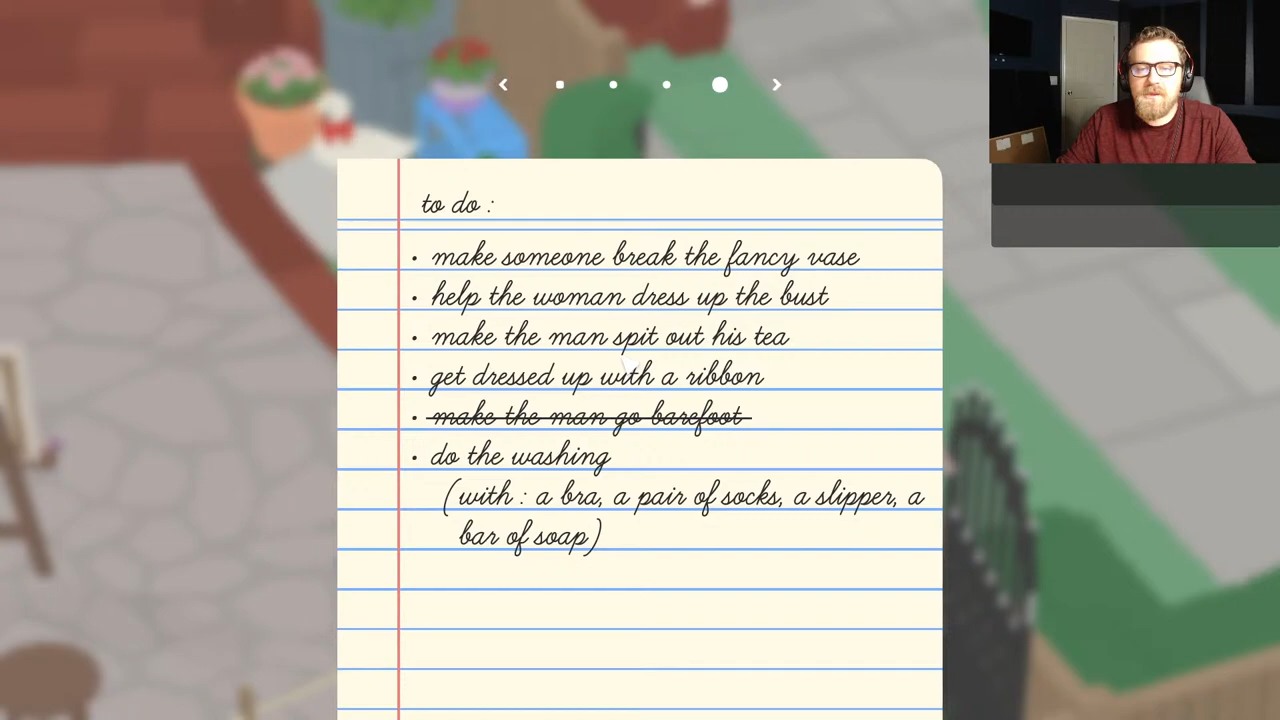 to do :
• make someone break the fancy vase
• help the woman dress up the bust
• make the man spit out his tea
• get dressed up with a ribbon
• make the man go barefoot
• do the washing
(with : a bra, a pair of socks, a slipper, a
bar of soap)